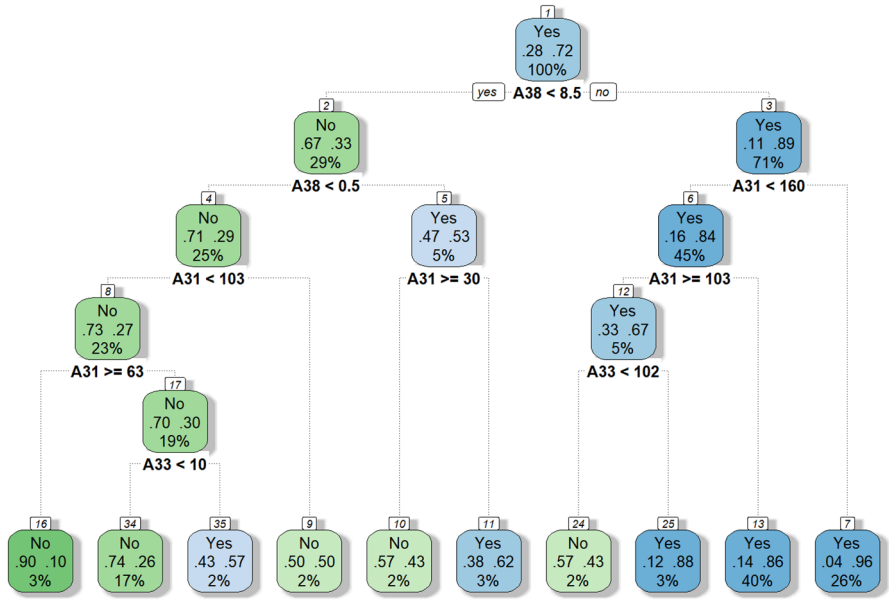 1
Yes
.28 .72
100%
yes A38 < 8.5 no
2
No
.67 .33
29%
A38 < 0.5
3
Yes
.11 .89
71%
A31 < 160
4
No
.71 .29
25%
A31 < 103
5
Yes
.47 .53
5%
A31 >= 30
6
Yes
.16 .84
45%
A31 >= 103
8
No
.73 .27
23%
A31 >= 63
12
Yes
.33 .67
5%
A33 < 102
17
No
.70 .30
19%
A33 < 10
16
No
.90 .10
3%
34
No
.74 .26
17%
35
Yes
.43 .57
2%
9
No
.50 .50
2%
10
No
.57 .43
2%
11
Yes
.38 .62
3%
24
No
.57 .43
2%
25
Yes
.12 .88
3%
13
Yes
.14 .86
40%
7
Yes
.04 .96
26%